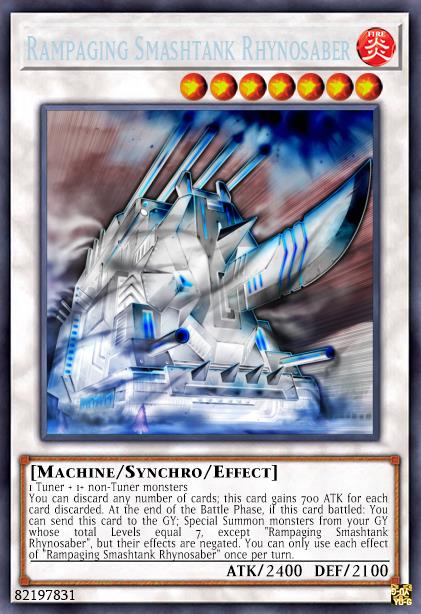 RAMPAGING SMASHTANK RHYNOSABER
FIRE
炎
[MACHINE/SYNCHRO/EFFECT]
1 Tuner + 1+ non-Tuner monsters
You can discard any number of cards; this card gains 700 ATK for each
card discarded. At the end of the Battle Phase, if this card battled: You
can send this card to the GY; Special Summon monsters from your GY
whose total Levels equal 7, except "Rampaging Smashtank
Rhynosaber", but their effects are negated. You can only use each effect
of "Rampaging Smashtank Rhynosaber" once per turn.
ATK/2400 DEF/2100
82197831